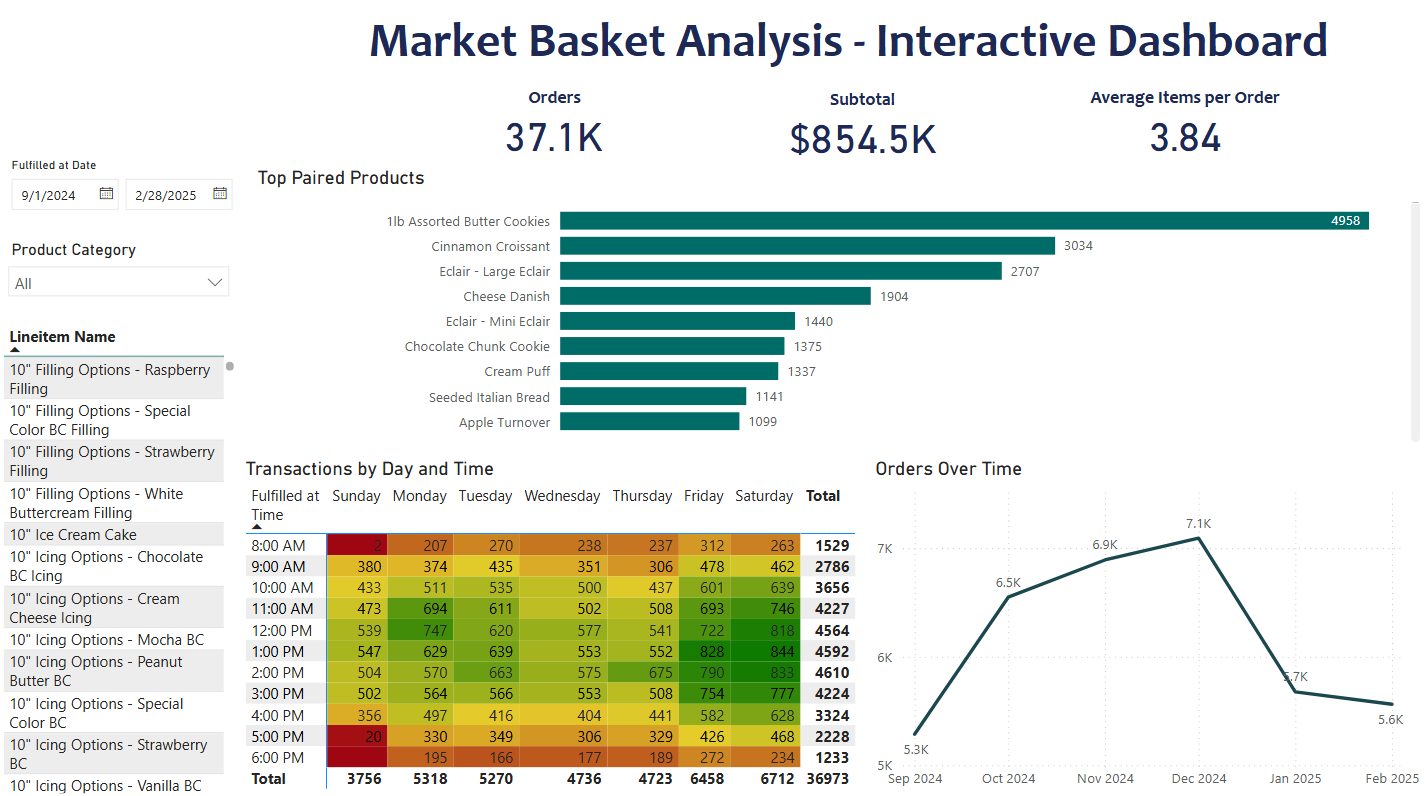 Market Basket Analysis - Interactive Dashboard
Orders
37.1K
Subtotal
$854.5K
Average Items per Order
3.84
Fulfilled at Date
9/1/2024
2/28/2025
Product Category
All
Lineitem Name
10" Filling Options - Raspberry
Filling
10" Filling Options - Special
Color BC Filling
10" Filling Options - Strawberry
Filling
10" Filling Options - White
Buttercream Filling
10" Ice Cream Cake
10" Icing Options - Chocolate
BC Icing
10" Icing Options - Cream
Cheese Icing
10" Icing Options - Mocha BC
10" Icing Options - Peanut
Butter BC
10" Icing Options - Special
Color BC
10" Icing Options - Strawberry
BC
10" Icing Options - Vanilla BC
Top Paired Products
1lb Assorted Butter Cookies 4958
Cinnamon Croissant 3034
Eclair - Large Eclair 2707
Cheese Danish 1904
Eclair - Mini Eclair 1440
Chocolate Chunk Cookie 1375
Cream Puff 1337
Seeded Italian Bread 1141
Apple Turnover 1099
Transactions by Day and Time
Fulfilled at Sunday Monday Tuesday Wednesday Thursday Friday Saturday Total
Time
8:00 AM 2 207 270 238 237 312 263 1529
9:00 AM 380 374 435 351 306 478 462 2786
10:00 AM 433 511 535 500 437 601 639 3656
11:00 AM 473 694 611 502 508 693 746 4227
12:00 PM 539 747 620 577 541 722 818 4564
1:00 PM 547 629 639 553 552 828 844 4592
2:00 PM 504 570 663 575 675 790 833 4610
3:00 PM 502 564 566 553 508 754 777 4224
4:00 PM 356 497 416 404 441 582 628 3324
5:00 PM 20 330 349 306 329 426 468 2228
6:00 PM 195 166 177 189 272 234 1233
Total 3756 5318 5270 4736 4723 6458 6712 36973
Orders Over Time
7K
6K
5K
5.3K
6.5K
6.9K
7.1K
5.7K
5.6K
Sep 2024 Oct 2024 Nov 2024 Dec 2024 Jan 2025 Feb 2025